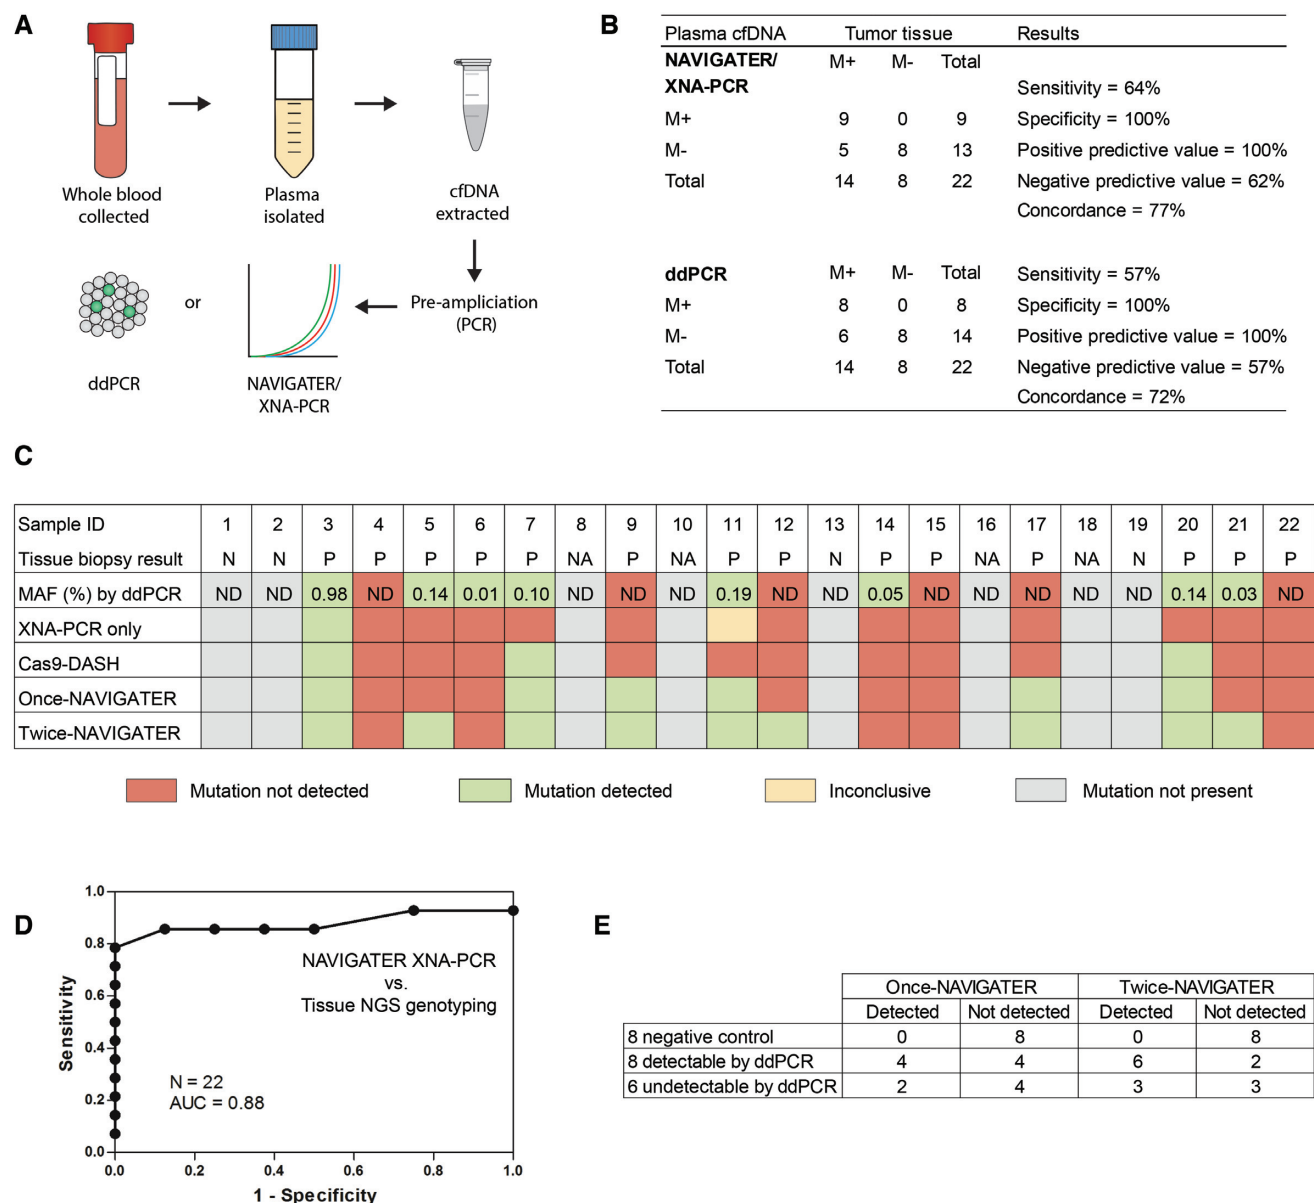 A
Whole blood
collected
Plasma
isolated
cfDNA
extracted
Pre-ampliciation
(PCR)
ddPCR
or
NAVIGATER/
XNA-PCR
B
Plasma cfDNA Tumor tissue Results
NAVIGATER/ M+ M- Total
XNA-PCR Sensitivity = 64%
M+ 9 0 9 Specificity = 100%
M- 5 8 13 Positive predictive value = 100%
Total 14 8 22 Negative predictive value = 62%
Concordance = 77%
ddPCR M+ M- Total Sensitivity = 57%
M+ 8 0 8 Specificity = 100%
M- 6 8 14 Positive predictive value = 100%
Total 14 8 22 Negative predictive value = 57%
Concordance = 72%
C
Sample ID 1 2 3 4 5 6 7 8 9 10 11 12 13 14 15 16 17 18 19 20 21 22
Tissue biopsy result N N P P P P P NA P NA P P N P P NA P NA N P P P
MAF (%) by ddPCR ND ND 0.98 ND 0.14 0.01 0.10 ND ND ND 0.19 ND ND 0.05 ND ND ND ND ND 0.14 0.03 ND
XNA-PCR only
Cas9-DASH
Once-NAVIGATER
Twice-NAVIGATER
Mutation not detected Mutation detected Inconclusive Mutation not present
D
Sensitivity
1.0
0.8
0.6
0.4
0.2
0.0
NAVIGATER XNA-PCR
vs.
Tissue NGS genotyping
N = 22
AUC = 0.88
0.0 0.2 0.4 0.6 0.8 1.0
1 - Specificity
E
Once-NAVIGATER Twice-NAVIGATER
Detected Not detected Detected Not detected
8 negative control 0 8 0 8
8 detectable by ddPCR 4 4 6 2
6 undetectable by ddPCR 2 4 3 3